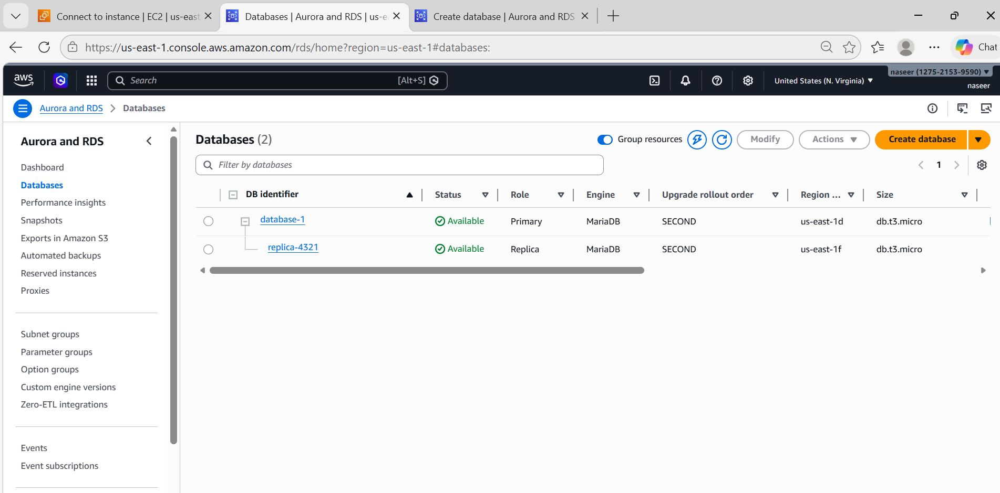 Connect to instance | EC2 | us-east
Databases | Aurora and RDS | us-ea
Create database | Aurora and RDS
https://us-east-1.console.aws.amazon.com/rds/home?region=us-east-1#databases:
Chat
aws
Search
[Alt+S]
United States (N. Virginia)
naseer (1275-2153-9590)
naseer
Aurora and RDS
Databases
Aurora and RDS
Dashboard
Databases
Performance insights
Snapshots
Exports in Amazon S3
Automated backups
Reserved instances
Proxies
Subnet groups
Parameter groups
Option groups
Custom engine versions
Zero-ETL integrations
Events
Event subscriptions
Databases (2)
Group resources
Modify
Actions
Create database
Filter by databases
1
DB identifier Status Role Engine Upgrade rollout order Region ... Size
database-1 Available Primary MariaDB SECOND us-east-1d db.t3.micro
replica-4321 Available Replica MariaDB SECOND us-east-1f db.t3.micro